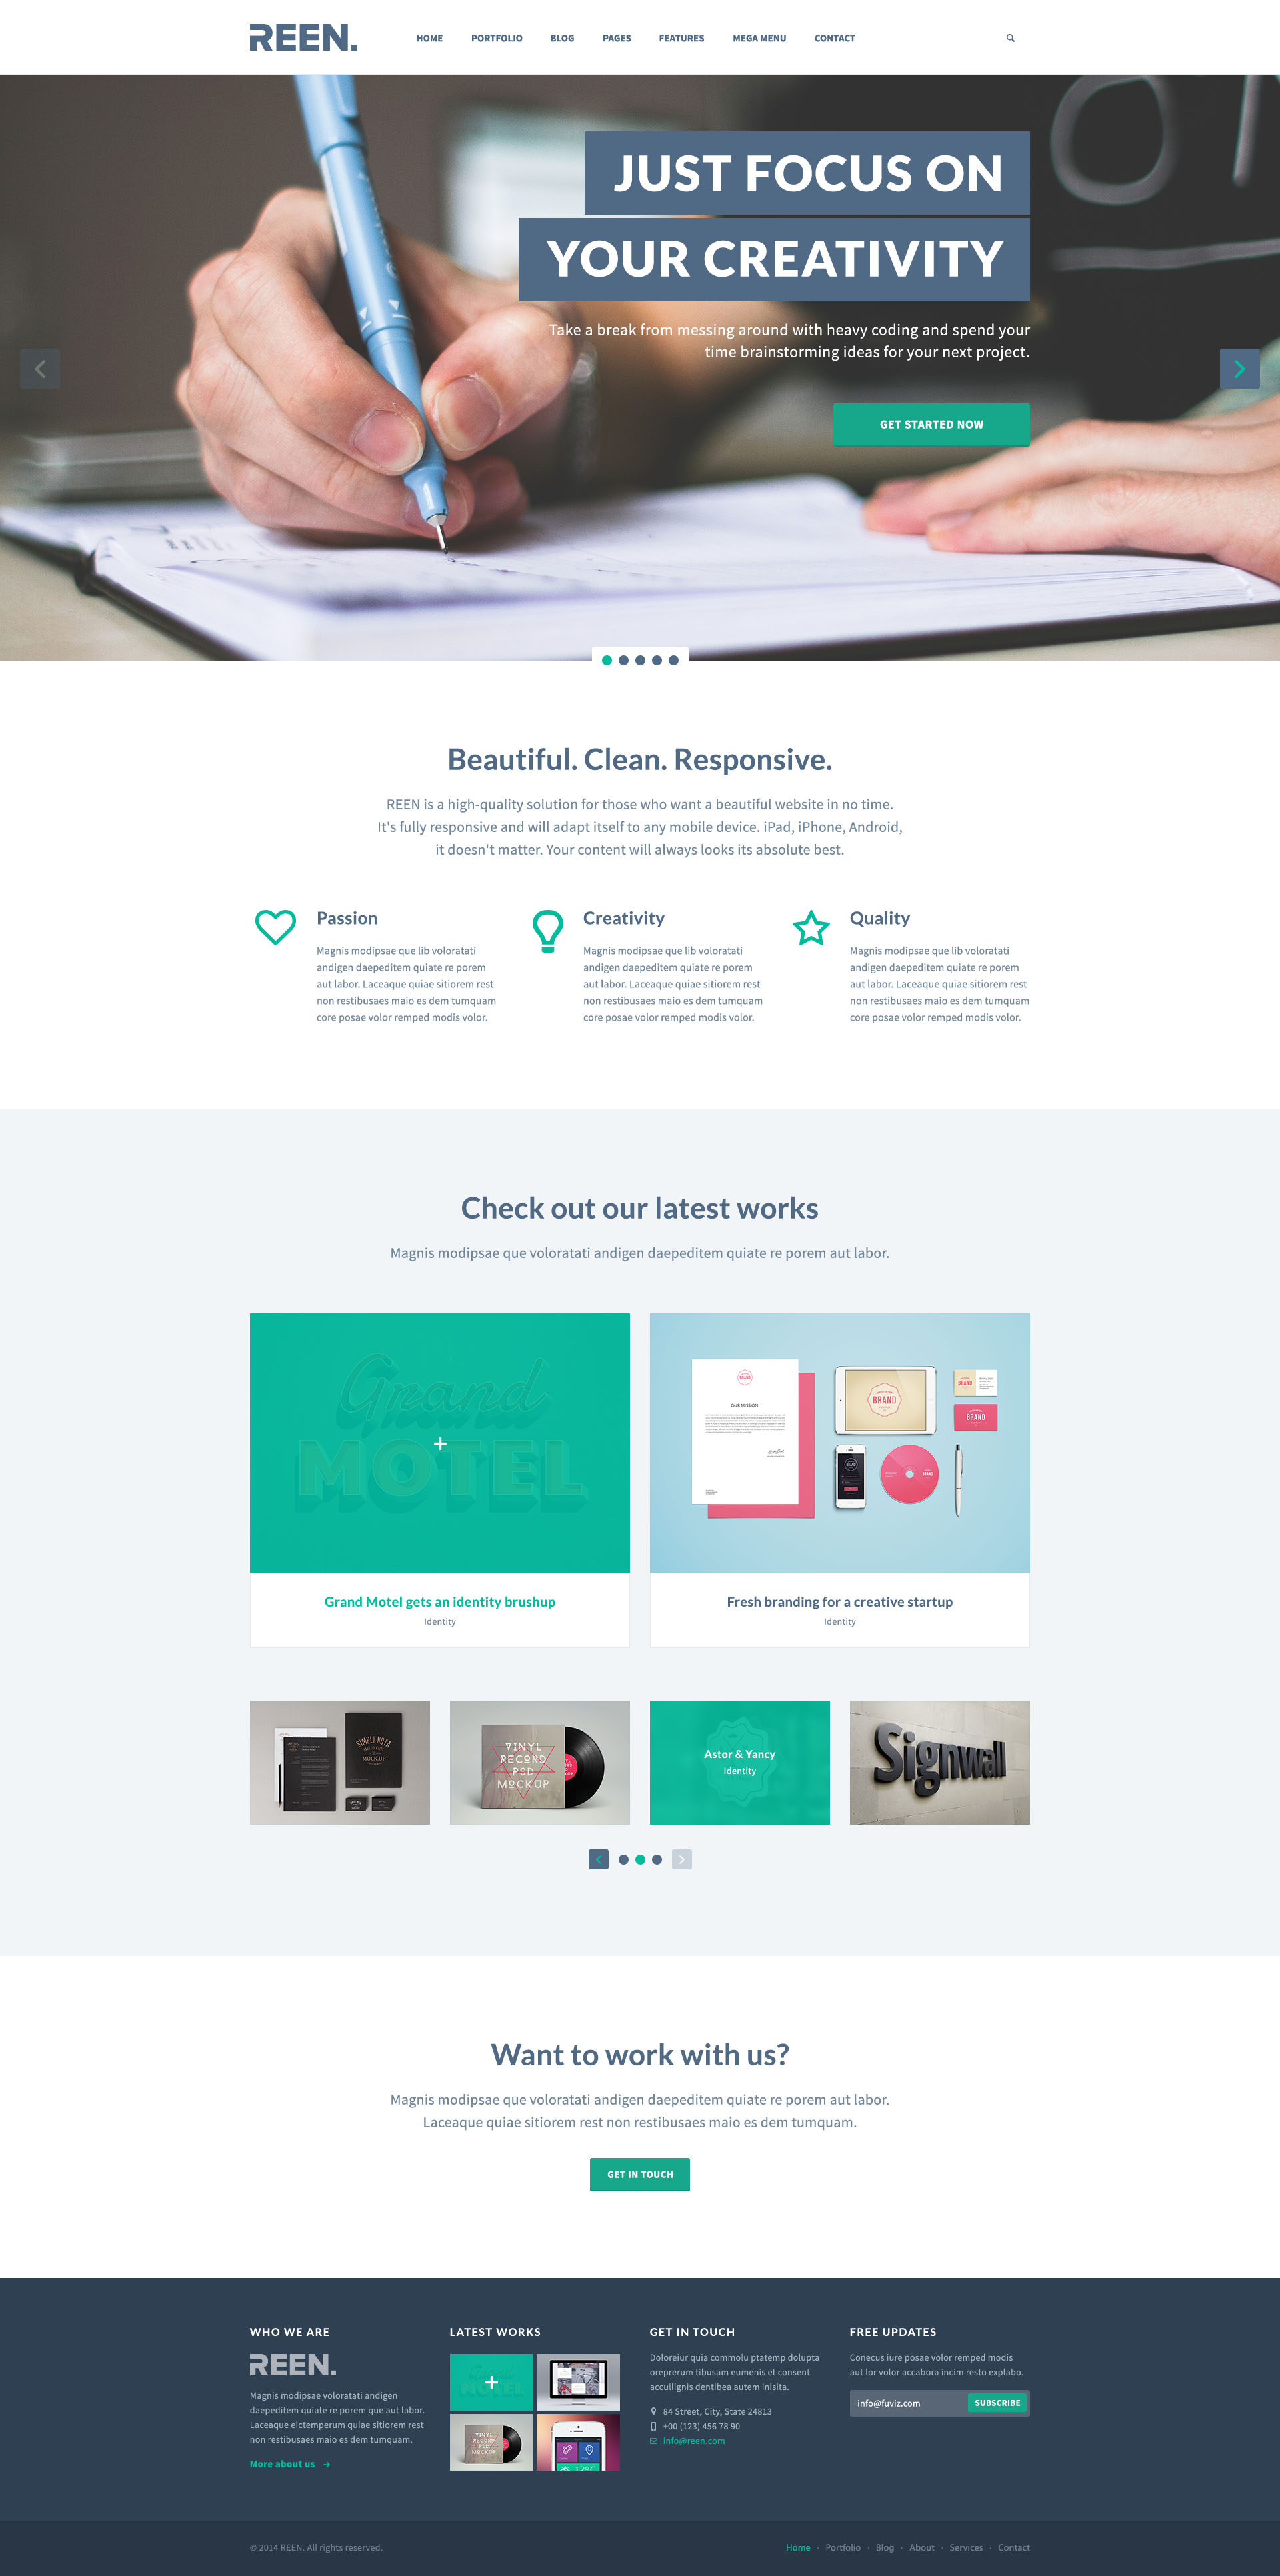 REEN.
HOME PORTFOLIO BLOG PAGES FEATURES MEGA MENU CONTACT
JUST FOCUS ON
YOUR CREATIVITY
Take a break from messing around with heavy coding and spend your
time brainstorming ideas for your next project.
GET STARTED NOW
Beautiful. Clean. Responsive.
REEN is a high-quality solution for those who want a beautiful website in no time.
It's fully responsive and will adapt itself to any mobile device. iPad, iPhone, Android,
it doesn't matter. Your content will always looks its absolute best.
Passion
Magnis modipsae que lib voloratati
andigen daepeditem quiate re porem
aut labor. Laceaque quiae sitiorem rest
non restibusaes maio es dem tumquam
core posae volor remped modis volor.
Creativity
Magnis modipsae que lib voloratati
andigen daepeditem quiate re porem
aut labor. Laceaque quiae sitiorem rest
non restibusaes maio es dem tumquam
core posae volor remped modis volor.
Quality
Magnis modipsae que lib voloratati
andigen daepeditem quiate re porem
aut labor. Laceaque quiae sitiorem rest
non restibusaes maio es dem tumquam
core posae volor remped modis volor.
Check out our latest works
Magnis modipsae que voloratati andigen daepeditem quiate re porem aut labor.
Grand
MOTEL
BRAND
OUR MISSION
BRAND
BRAND
BRAND
Grand Motel gets an identity brushup
Identity
Fresh branding for a creative startup
Identity
SIMPLI NOTA
MOCKUP
VINYL
RECORD
PSD
MOCKUP
Astor & Yancy
Identity
Signwall
Want to work with us?
Magnis modipsae que voloratati andigen daepeditem quiate re porem aut labor.
Laceaque quiae sitiorem rest non restibusaes maio es dem tumquam.
GET IN TOUCH
WHO WE ARE
REEN.
Magnis modipsae voloratati andigen
daepeditem quiate re porem que aut labor.
Laceaque eictemperum quiae sitiorem rest
non restibusaes maio es dem tumquam.
More about us
LATEST WORKS
VINYL
RECORD
PSD
MOCKUP
GET IN TOUCH
Doloreiur quia commolu ptatemp dolupta
oreprerum tibusam eumenis et consent
accullignis dentibea autem inisita.
84 Street, City, State 24813
+00 (123) 456 78 90
info@reen.com
FREE UPDATES
Conecus iure posae volor remped modis
aut lor volor accabora incim resto explabo.
info@fuviz.com SUBSCRIBE
© 2014 REEN. All rights reserved.
Home · Portfolio · Blog · About · Services · Contact